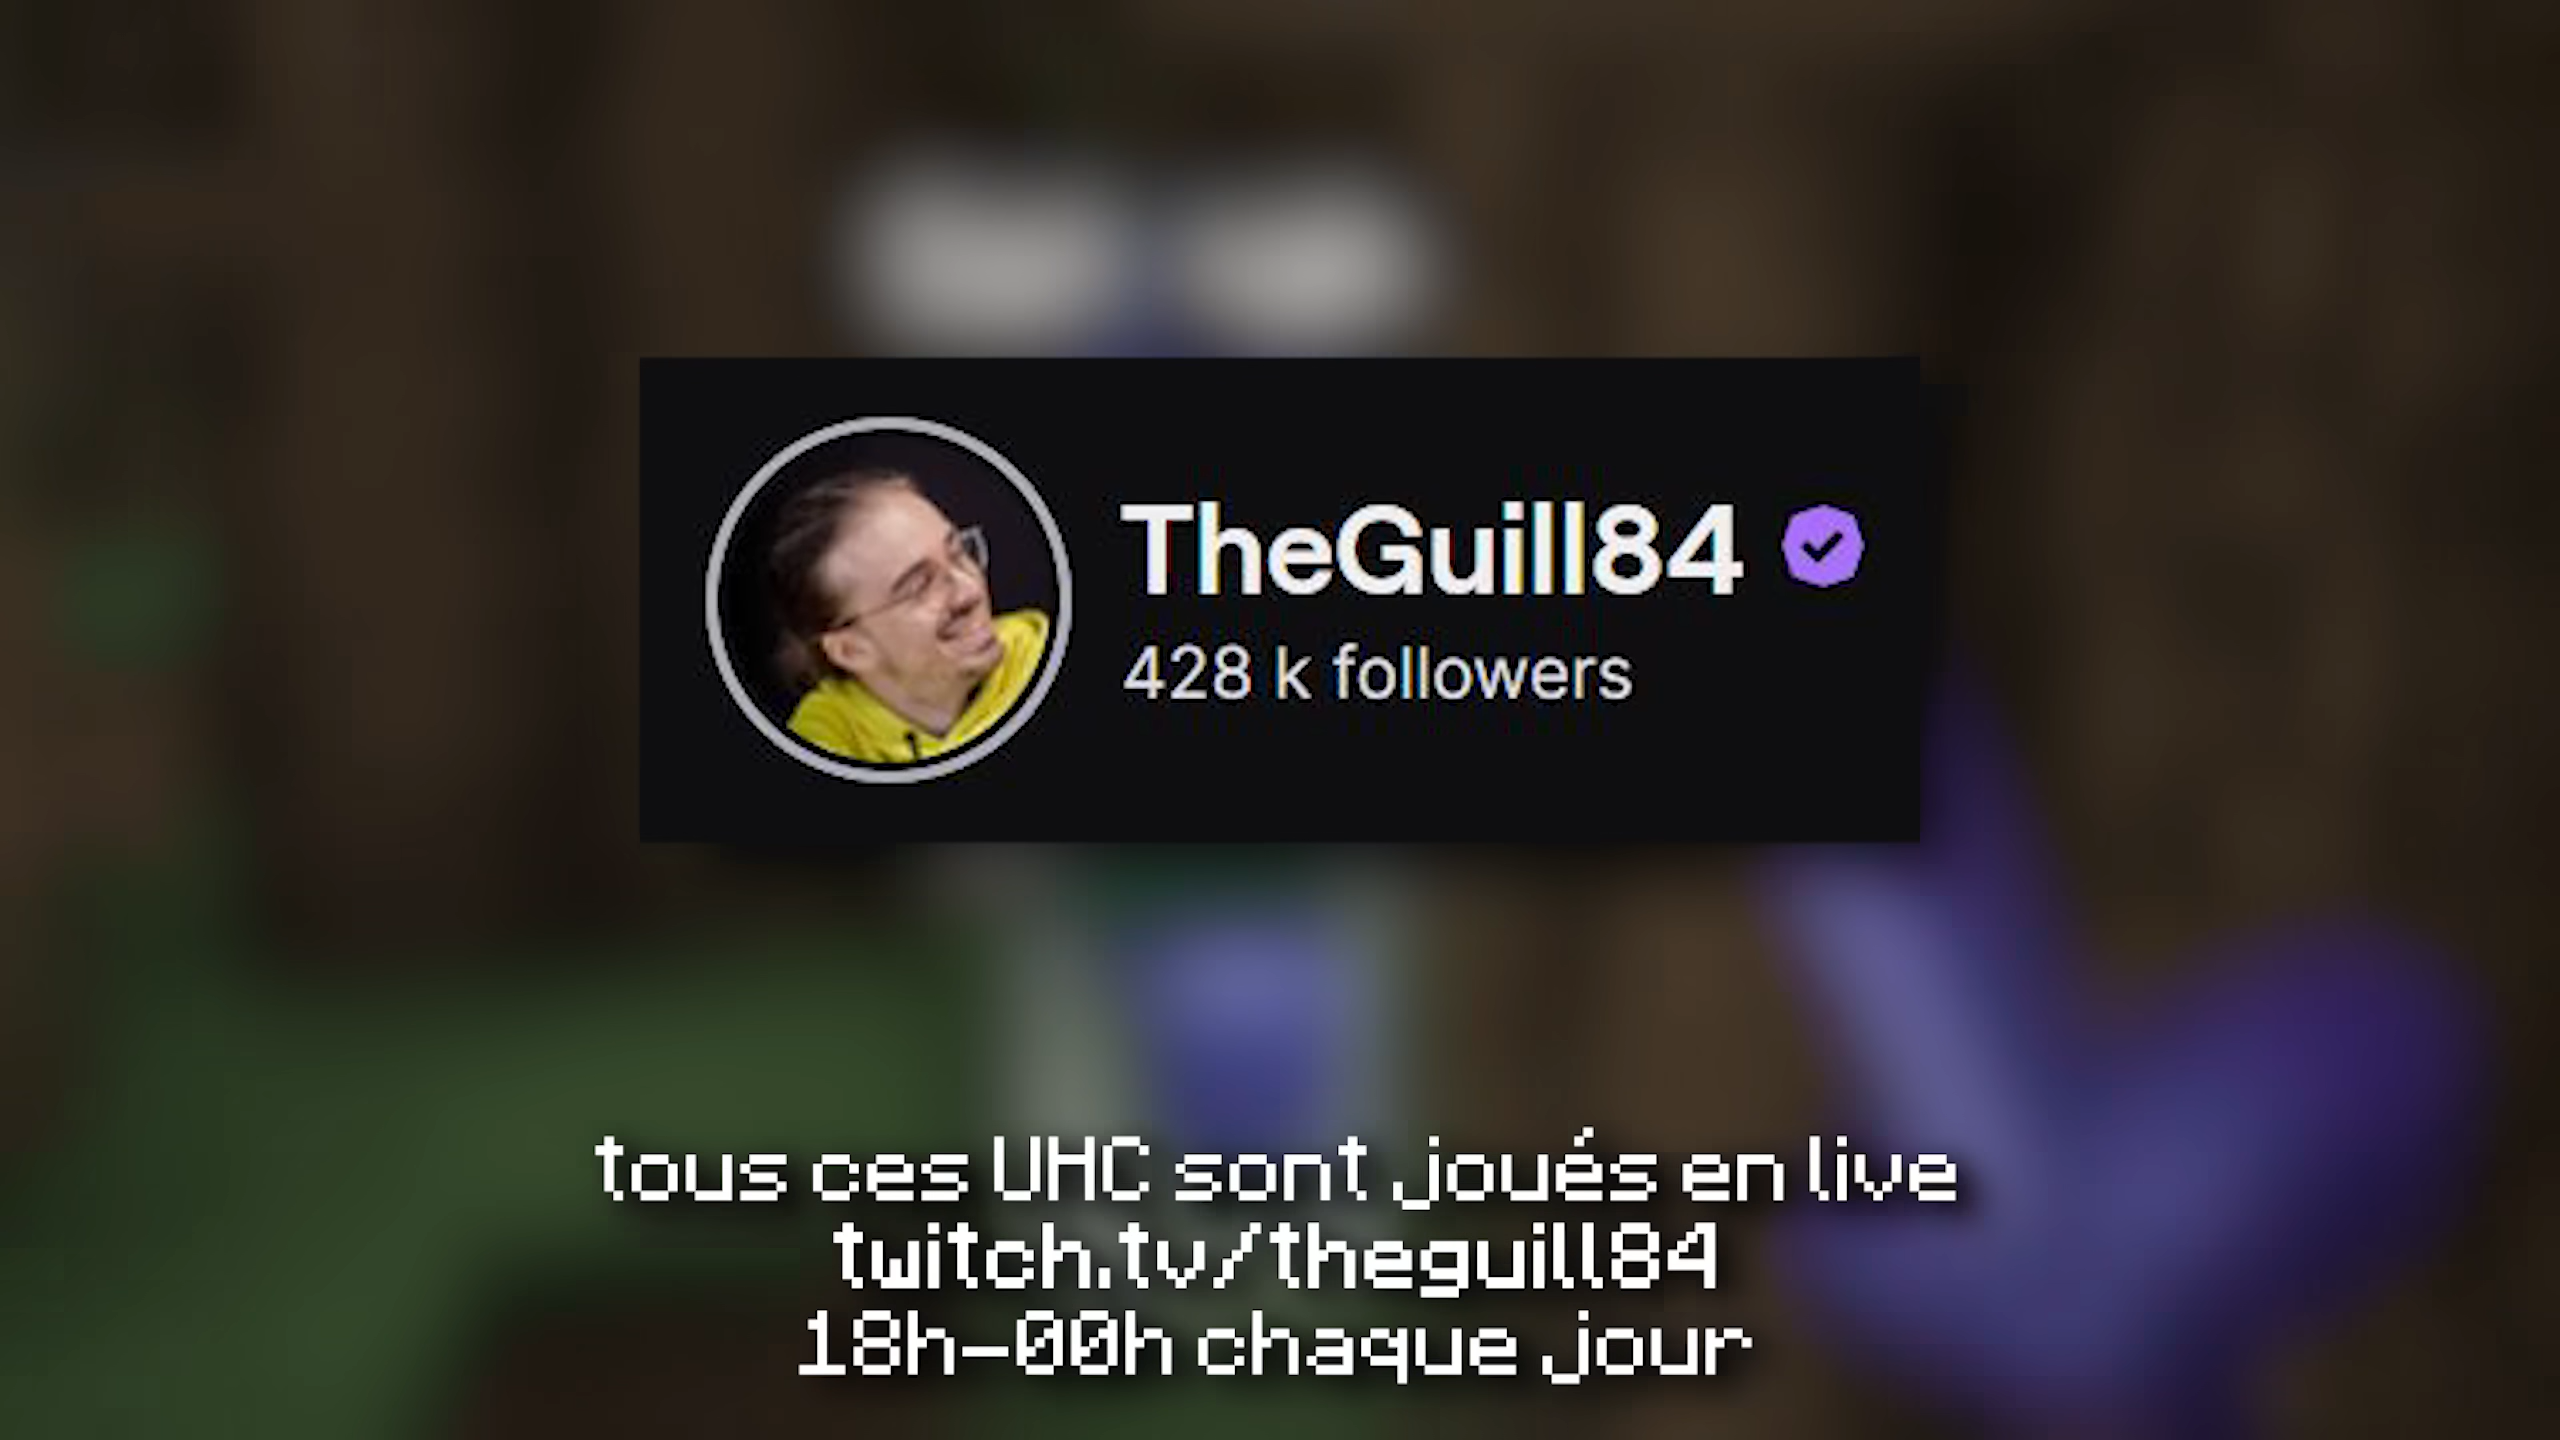 TheGuill84
428 k followers
tous ces UHC sont joués en live
twitch.tv/theguill84
18h-00h chaque jour